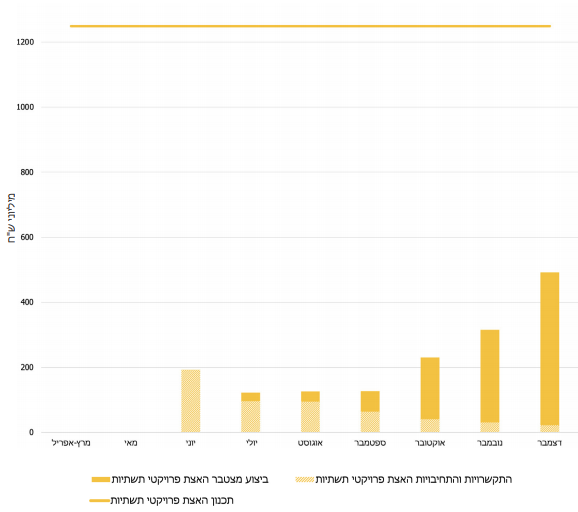 1200
1000
800
600
400
200
0
מיליוני ש"ח
מרץ-אפריל מאי יוני יולי אוגוסט ספטמבר אוקטובר נובמבר דצמבר
ביצוע מצטבר האצת פרויקטי תשתיות התקשרויות והתחיבויות האצת פרויקטי תשתיות
תכנון האצת פרויקטי תשתיות